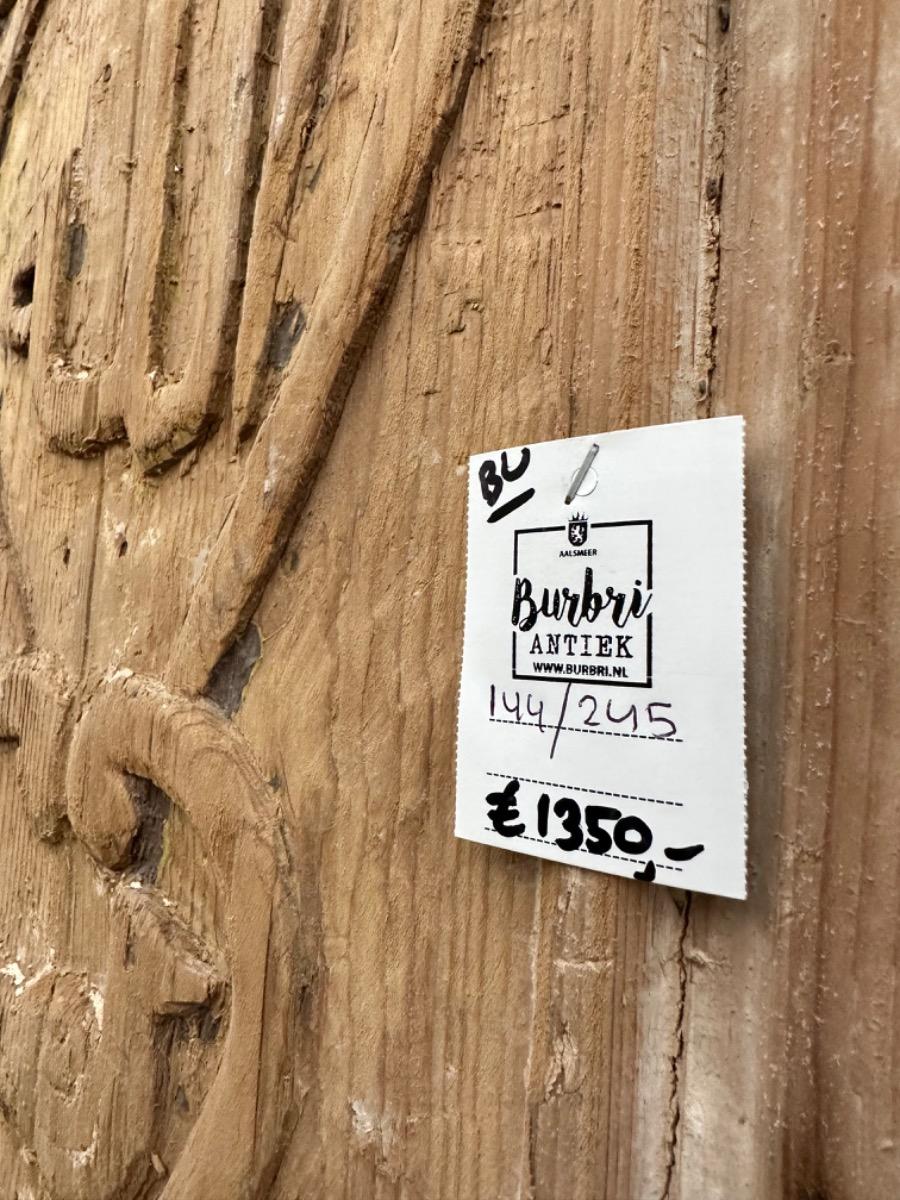 BU
AALSMEER
Burbri
ANTIEK
WWW.BURBRI.NL
144/245
€1350,-